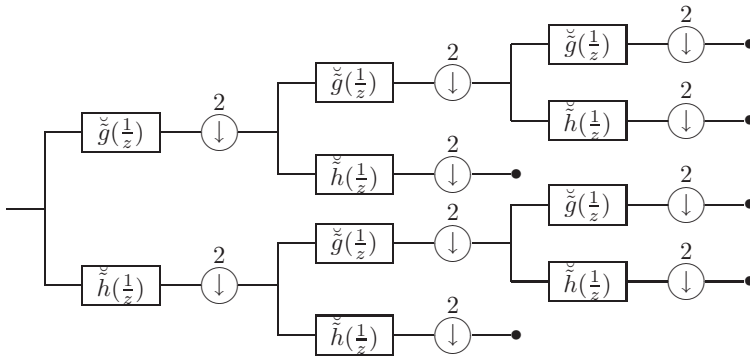 2
g̃̆(1/z) ↓
2
2
g̃̆(1/z) ↓
h̃̆(1/z) ↓
2
g̃̆(1/z) ↓
2
h̃̆(1/z) ↓
2
g̃̆(1/z) ↓
2
2
g̃̆(1/z) ↓
2
h̃̆(1/z) ↓
h̃̆(1/z) ↓
2
h̃̆(1/z) ↓